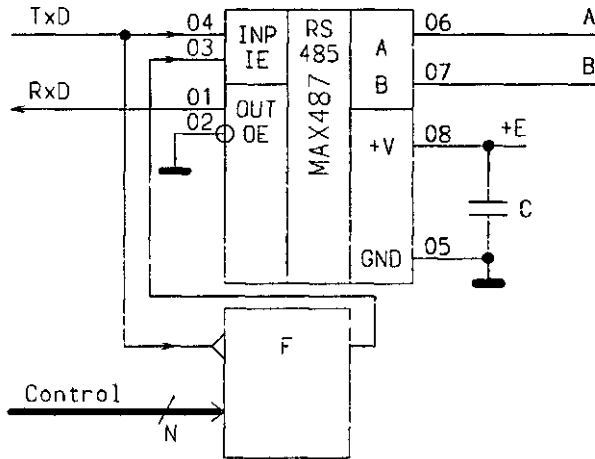 TxD 04 INP RS 06 A
03 IE 485 A
RxD 01 OUT B 07 B
02 OE MAX487 +V 08 +E
C
GND 05
F
Control
N